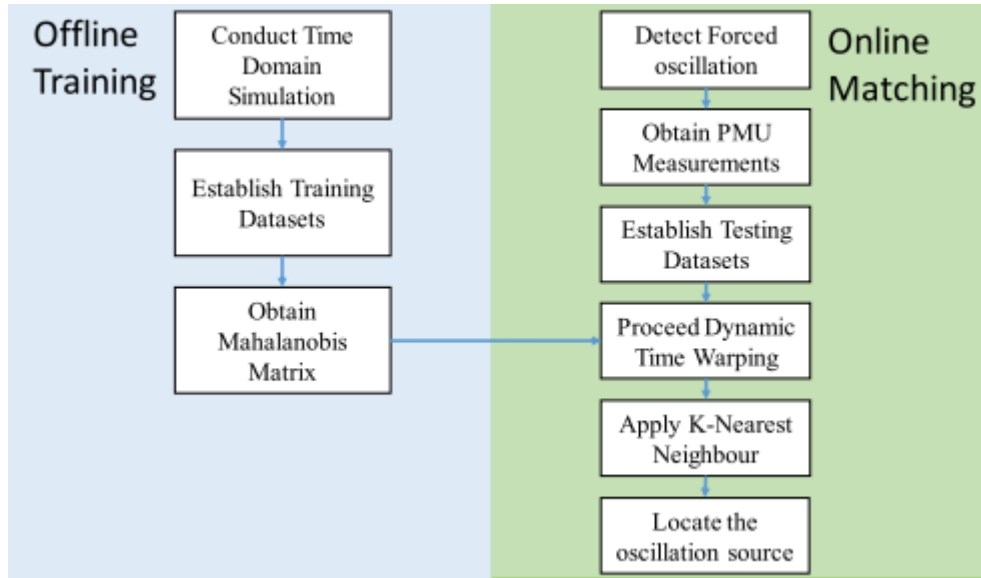 Offline
Training
Conduct Time
Domain
Simulation
Establish Training
Datasets
Obtain
Mahalanobis
Matrix
Online
Matching
Detect Forced
oscillation
Obtain PMU
Measurements
Establish Testing
Datasets
Proceed Dynamic
Time Warping
Apply K-Nearest
Neighbour
Locate the
oscillation source